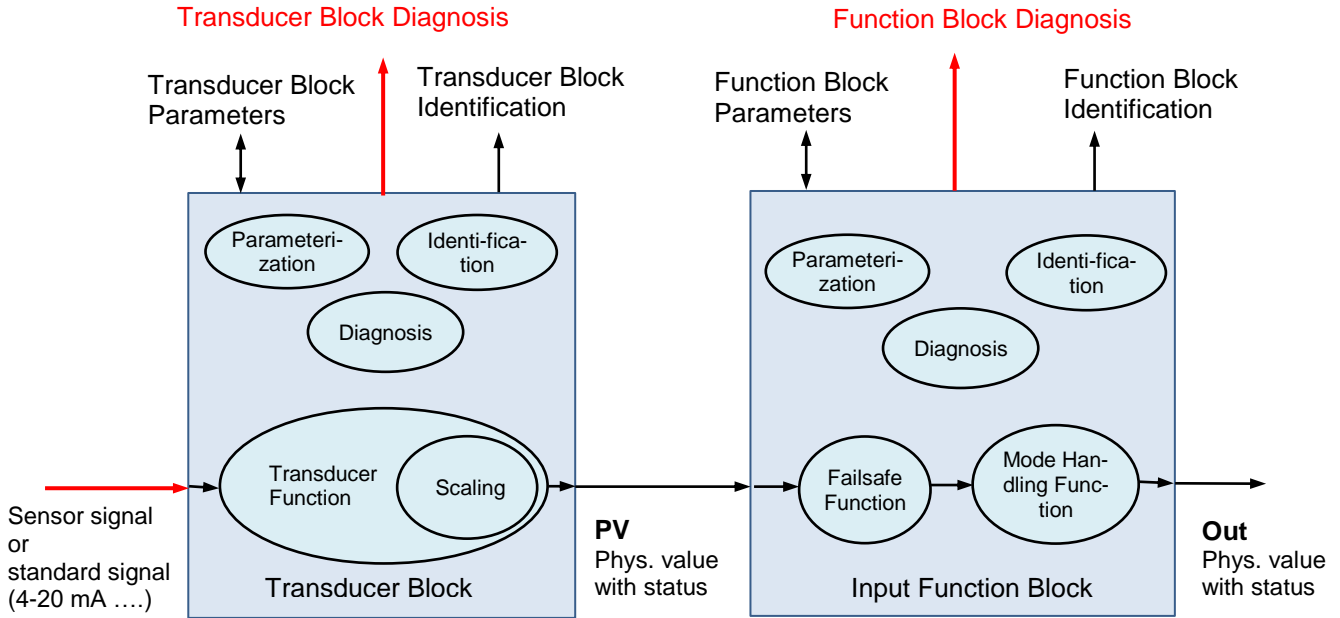 Transducer Block Diagnosis
Function Block Diagnosis
Transducer Block
Parameters
Transducer Block
Identification
Function Block
Parameters
Function Block
Identification
Parameteri-
zation
Identi-fica-
tion
Diagnosis
Parameteri-
zation
Identi-fica-
tion
Diagnosis
Transducer
Function
Scaling
Failsafe
Function
Mode Han-
dling Func-
tion
Sensor signal
or
standard signal
(4-20 mA ….)
Transducer Block
PV
Phys. value
with status
Input Function Block
Out
Phys. value
with status